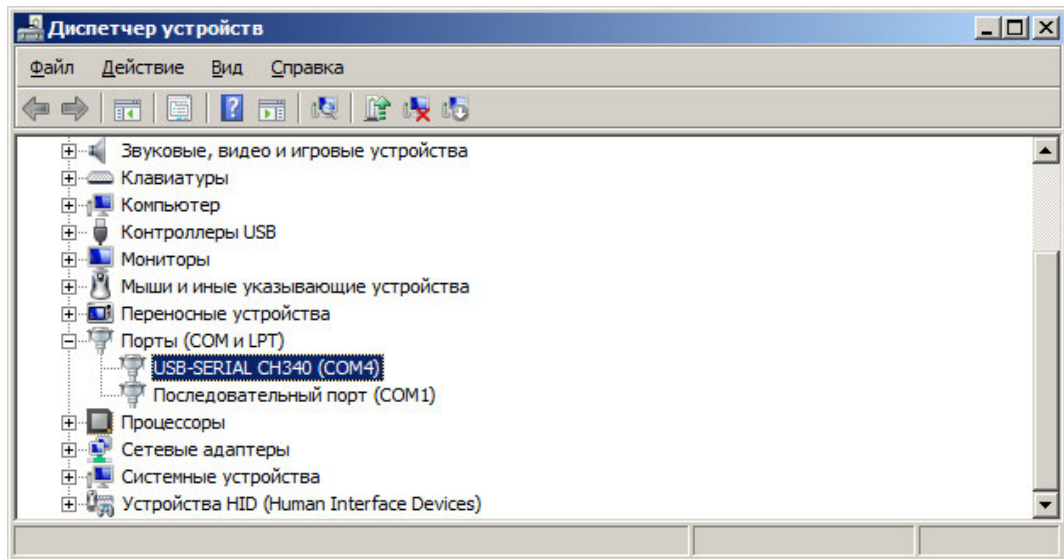 Диспетчер устройств
Файл Действие Вид Справка
Звуковые, видео и игровые устройства
Клавиатуры
Компьютер
Контроллеры USB
Мониторы
Мыши и иные указывающие устройства
Переносные устройства
Порты (COM и LPT)
USB-SERIAL CH340 (COM4)
Последовательный порт (COM1)
Процессоры
Сетевые адаптеры
Системные устройства
Устройства HID (Human Interface Devices)